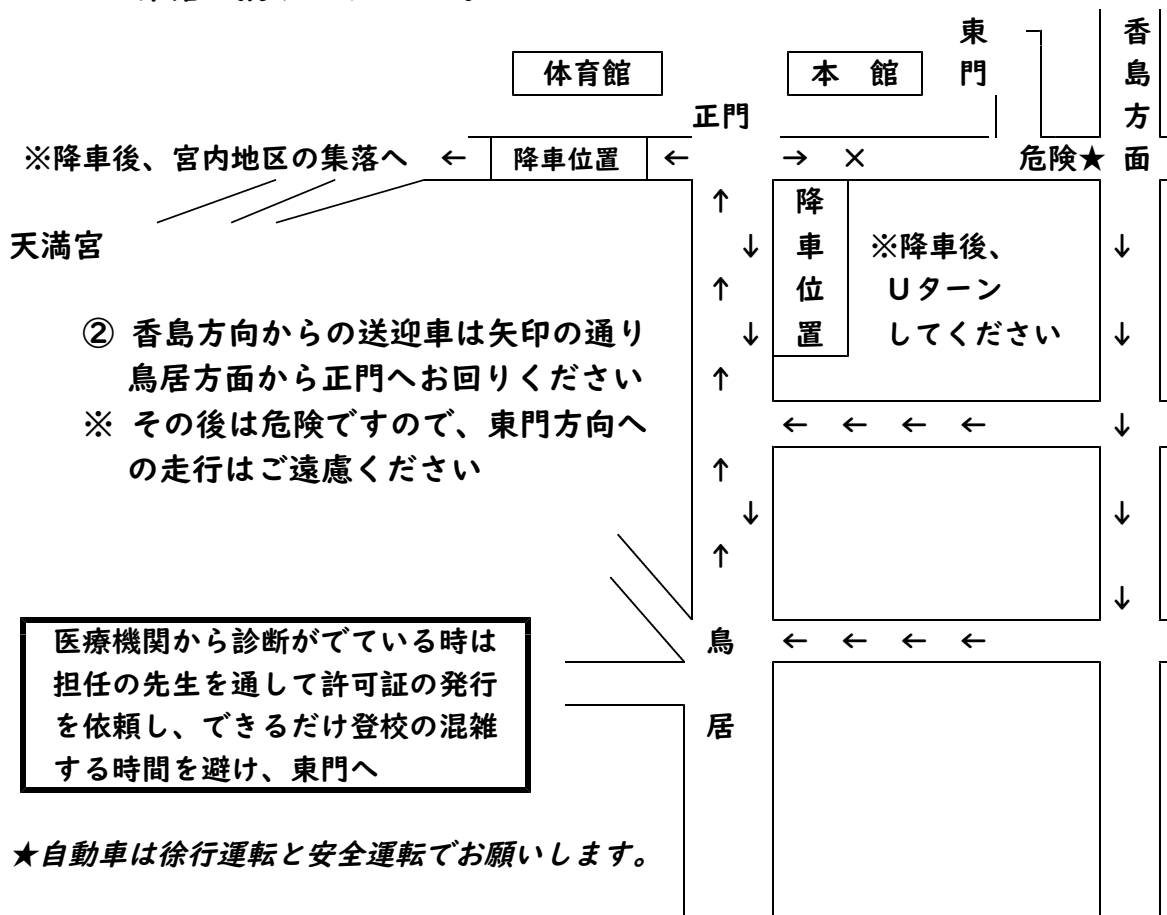 東門
香島方面
体育館
本 館
正門
※降車後、宮内地区の集落へ ← 降車位置 ← → × 危険★
↑ ↓ ↑ ↓ ↑ ↑ ↓ ↑
降車位置
※降車後、
Uターン
してください
↓ ↓ ↓ ↓ ↓
天満宮
② 香島方向からの送迎車は矢印の通り
鳥居方面から正門へお回りください
※ その後は危険ですので、東門方向へ
の走行はご遠慮ください
← ← ← ←
鳥居
← ← ← ←
医療機関から診断がでている時は
担任の先生を通して許可証の発行
を依頼し、できるだけ登校の混雑
する時間を避け、東門へ
★自動車は徐行運転と安全運転でお願いします。